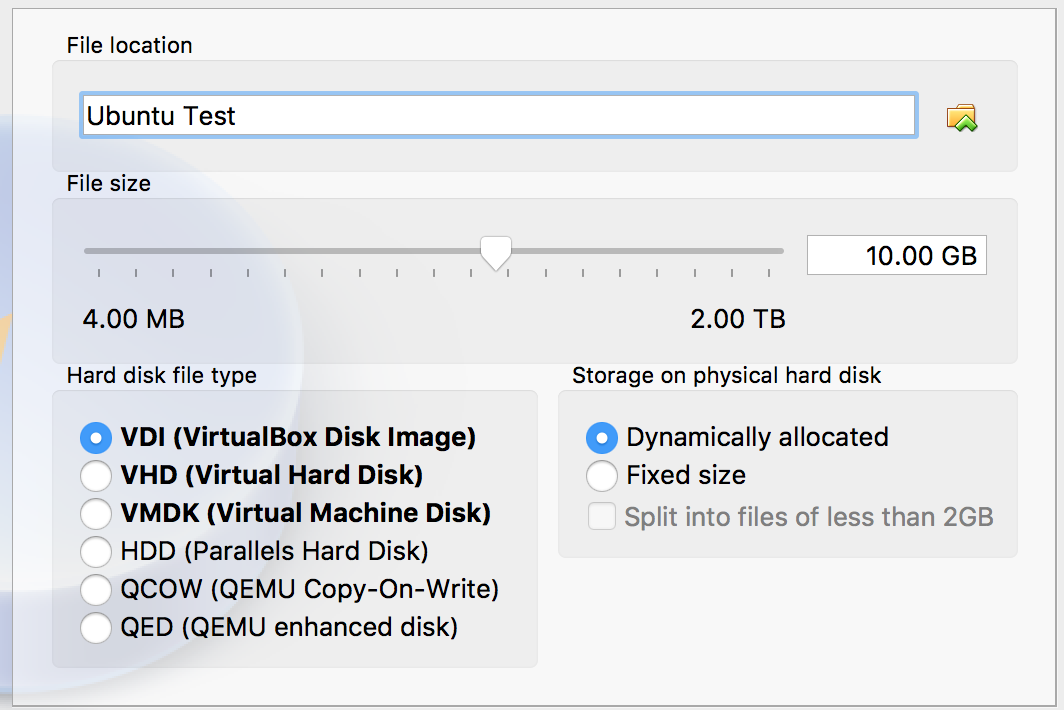 File location
Ubuntu Test
File size
10.00 GB
4.00 MB 2.00 TB
Hard disk file type
VDI (VirtualBox Disk Image)
VHD (Virtual Hard Disk)
VMDK (Virtual Machine Disk)
HDD (Parallels Hard Disk)
QCOW (QEMU Copy-On-Write)
QED (QEMU enhanced disk)
Storage on physical hard disk
Dynamically allocated
Fixed size
Split into files of less than 2GB